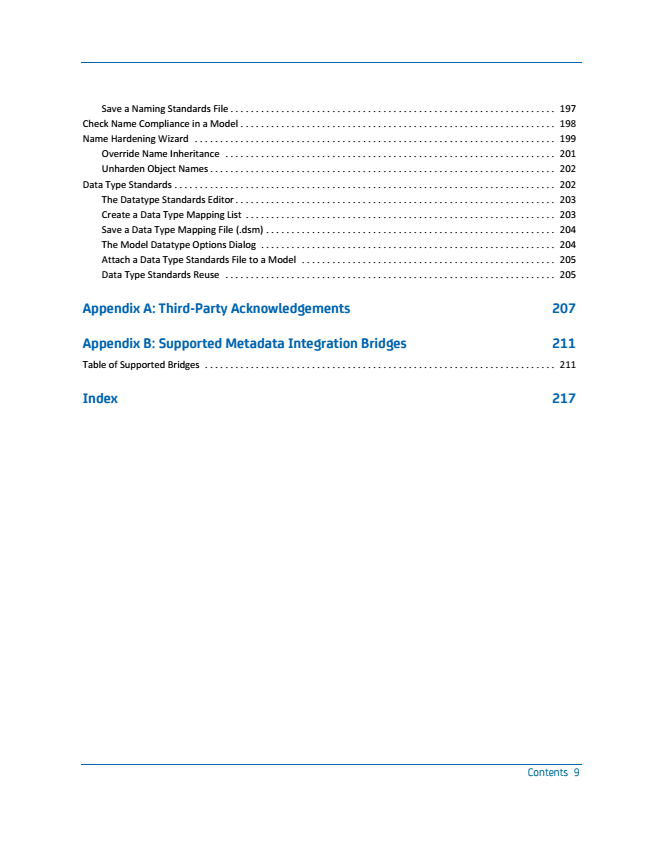 Save a Naming Standards File . . . . . . . . . . . . . . . . . . . . . . . . . . . . . . . . . . . . . . . . . . . . . . . . . . . . . . . . . . . . . . . . 197
Check Name Compliance in a Model . . . . . . . . . . . . . . . . . . . . . . . . . . . . . . . . . . . . . . . . . . . . . . . . . . . . . . . . . . . . . . 198
Name Hardening Wizard . . . . . . . . . . . . . . . . . . . . . . . . . . . . . . . . . . . . . . . . . . . . . . . . . . . . . . . . . . . . . . . . . . . . . . . 199
Override Name Inheritance . . . . . . . . . . . . . . . . . . . . . . . . . . . . . . . . . . . . . . . . . . . . . . . . . . . . . . . . . . . . . . . . . 201
Unharden Object Names . . . . . . . . . . . . . . . . . . . . . . . . . . . . . . . . . . . . . . . . . . . . . . . . . . . . . . . . . . . . . . . . . . . . 202
Data Type Standards . . . . . . . . . . . . . . . . . . . . . . . . . . . . . . . . . . . . . . . . . . . . . . . . . . . . . . . . . . . . . . . . . . . . . . . . . . . 202
The Datatype Standards Editor . . . . . . . . . . . . . . . . . . . . . . . . . . . . . . . . . . . . . . . . . . . . . . . . . . . . . . . . . . . . . . . 203
Create a Data Type Mapping List . . . . . . . . . . . . . . . . . . . . . . . . . . . . . . . . . . . . . . . . . . . . . . . . . . . . . . . . . . . . . 203
Save a Data Type Mapping File (.dsm) . . . . . . . . . . . . . . . . . . . . . . . . . . . . . . . . . . . . . . . . . . . . . . . . . . . . . . . . . 204
The Model Datatype Options Dialog . . . . . . . . . . . . . . . . . . . . . . . . . . . . . . . . . . . . . . . . . . . . . . . . . . . . . . . . . . 204
Attach a Data Type Standards File to a Model . . . . . . . . . . . . . . . . . . . . . . . . . . . . . . . . . . . . . . . . . . . . . . . . . . 205
Data Type Standards Reuse . . . . . . . . . . . . . . . . . . . . . . . . . . . . . . . . . . . . . . . . . . . . . . . . . . . . . . . . . . . . . . . . . 205
Appendix A: Third-Party Acknowledgements 207
Appendix B: Supported Metadata Integration Bridges 211
Table of Supported Bridges . . . . . . . . . . . . . . . . . . . . . . . . . . . . . . . . . . . . . . . . . . . . . . . . . . . . . . . . . . . . . . . . . . . . . 211
Index 217
Contents 9